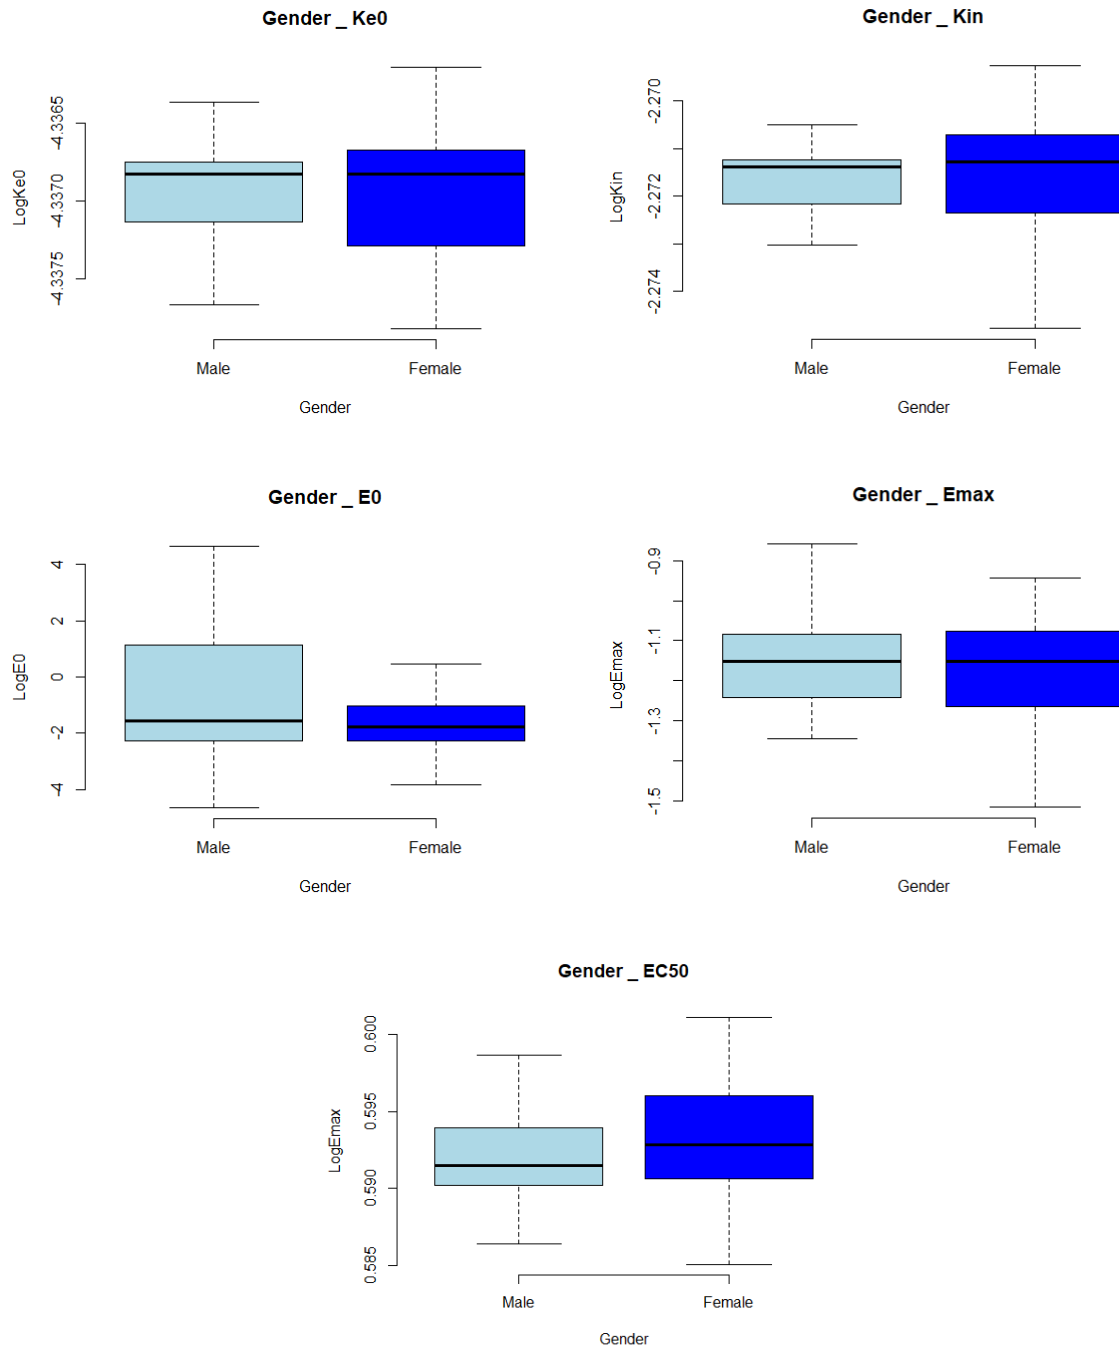 Gender _ Ke0
LogKe0
-4.3365
-4.3370
-4.3375
Male Female
Gender
Gender _ Kin
LogKin
-2.270
-2.272
-2.274
Male Female
Gender
Gender _ E0
LogE0
4
2
0
-2
-4
Male Female
Gender
Gender _ Emax
LogEmax
-0.9
-1.1
-1.3
-1.5
Male Female
Gender
Gender _ EC50
LogEmax
0.600
0.595
0.590
0.585
Male Female
Gender